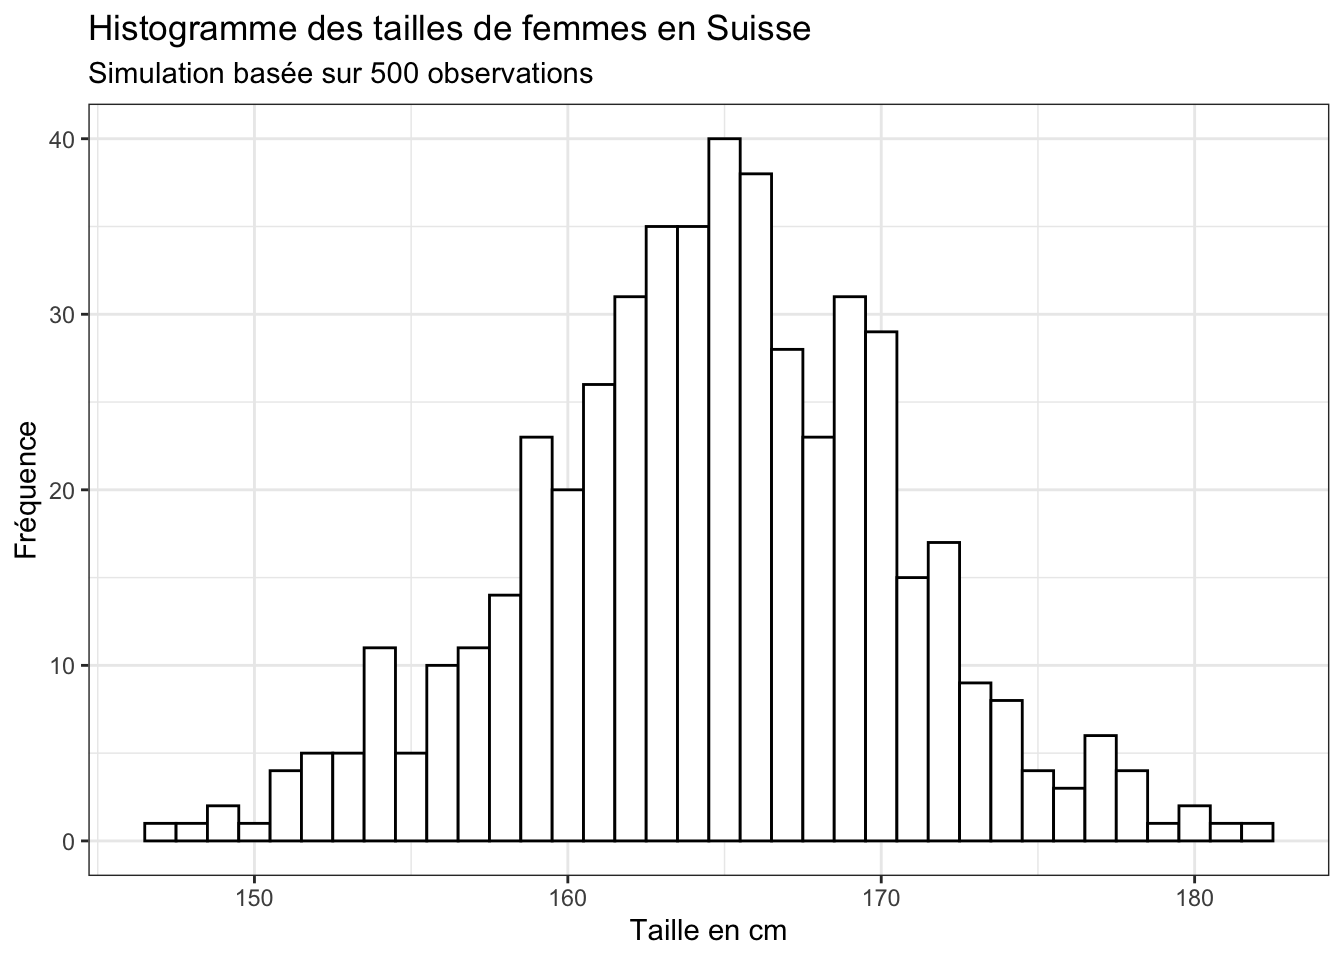 Histogramme des tailles de femmes en Suisse
Simulation basée sur 500 observations
40
30
20
10
0
Fréquence
150 160 170 180
Taille en cm